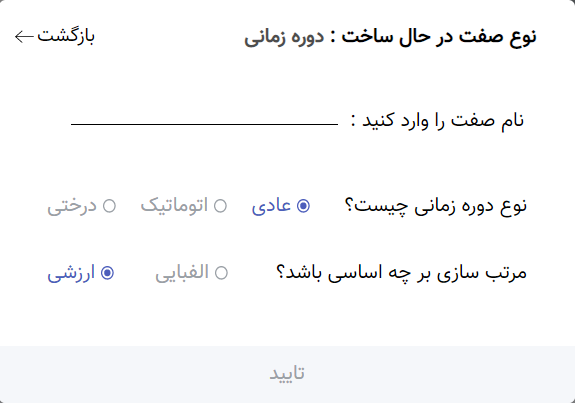 نوع صفت در حال ساخت : دوره زمانی بازگشت
نام صفت را وارد کنید :
نوع دوره زمانی چیست؟ عادی اتوماتیک درختی
مرتب سازی بر چه اساسی باشد؟ الفبایی ارزشی
تایید